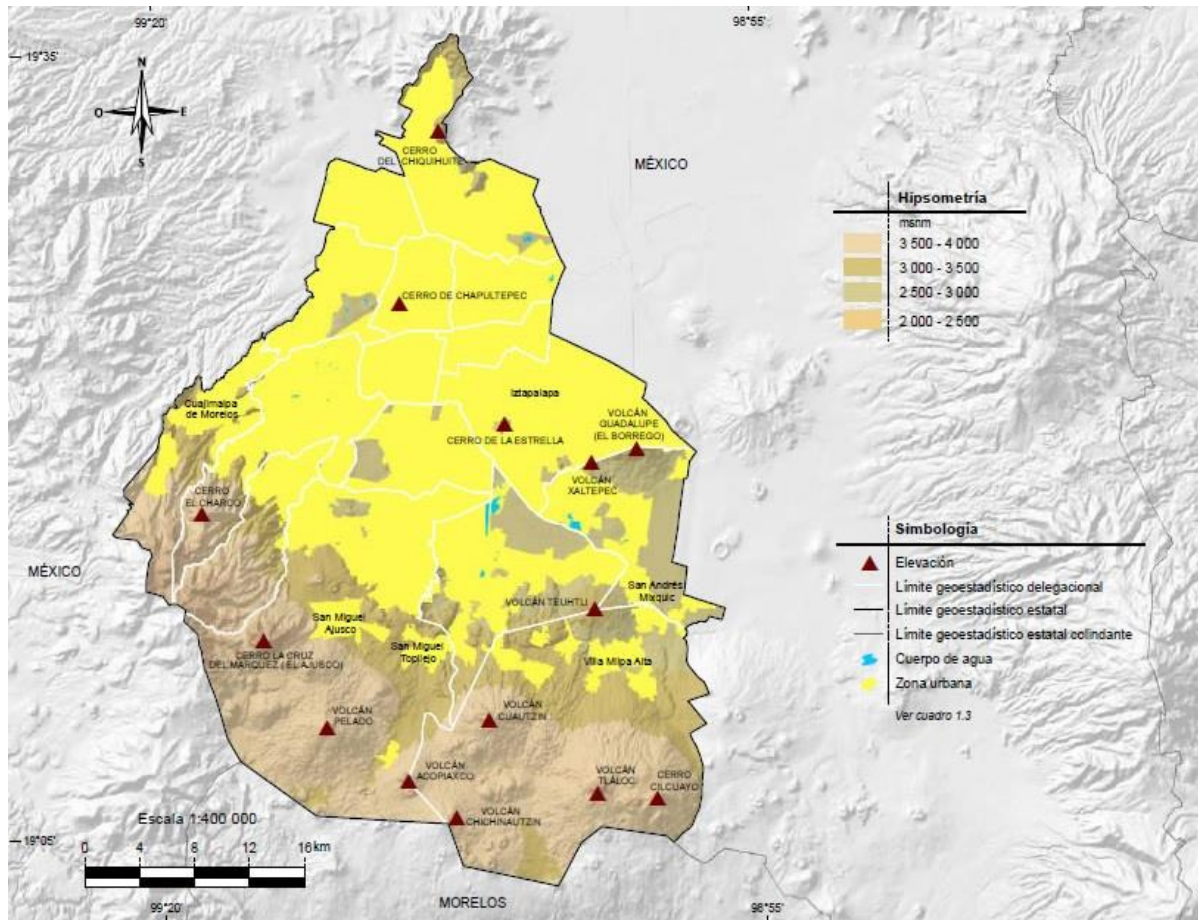 99°20'
98°55'
19°35'
N
O
E
S
CERRO
DEL CHIQUIHUITE
MÉXICO
Hipsometría
msnm
3 500 - 4 000
3 000 - 3 500
2 500 - 3 000
2 000 - 2 500
CERRO DE CHAPULTEPEC
Iztapalapa
Cuajimalpa
de Morelos
VOLCÁN
GUADALUPE
(EL BORREGO)
CERRO DE LA ESTRELLA
VOLCÁN
XALTEPEC
CERRO
EL CHARCO
Simbología
Elevación
Límite geoestadístico delegacional
Límite geoestadístico estatal
Límite geoestadístico estatal colindante
Cuerpo de agua
Zona urbana
Ver cuadro 1.3
MÉXICO
San Andrés
Mixquic
VOLCÁN TEUHTLI
San Miguel
Ajusco
San Miguel
Topilejo
Villa Milpa Alta
CERRO LA CRUZ
DEL MARQUEZ (EL AJUSCO)
VOLCÁN
PELADO
VOLCÁN
CUAUTZIN
VOLCÁN
ACOPIAXCO
VOLCÁN
TLÁLOC
CERRO
CILCUAYO
VOLCÁN
CHICHINAUTZIN
Escala 1:400 000
0 4 8 12 16 km
19°05'
MORELOS
99°20'
98°55'